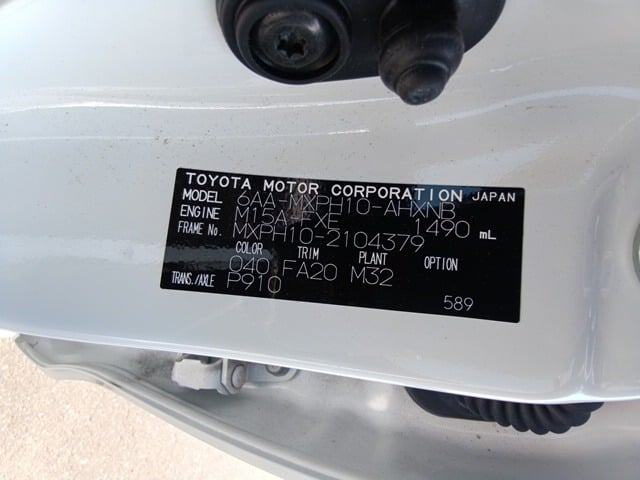 TOYOTA MOTOR CORPORATION JAPAN
MODEL 6AA-MXPH10-AHXNB
ENGINE M15A-FXE 1490 mL
FRAME No. MXPH10-2104379
COLOR TRIM PLANT OPTION
040 FA20 M32
TRANS./AXLE P910
589